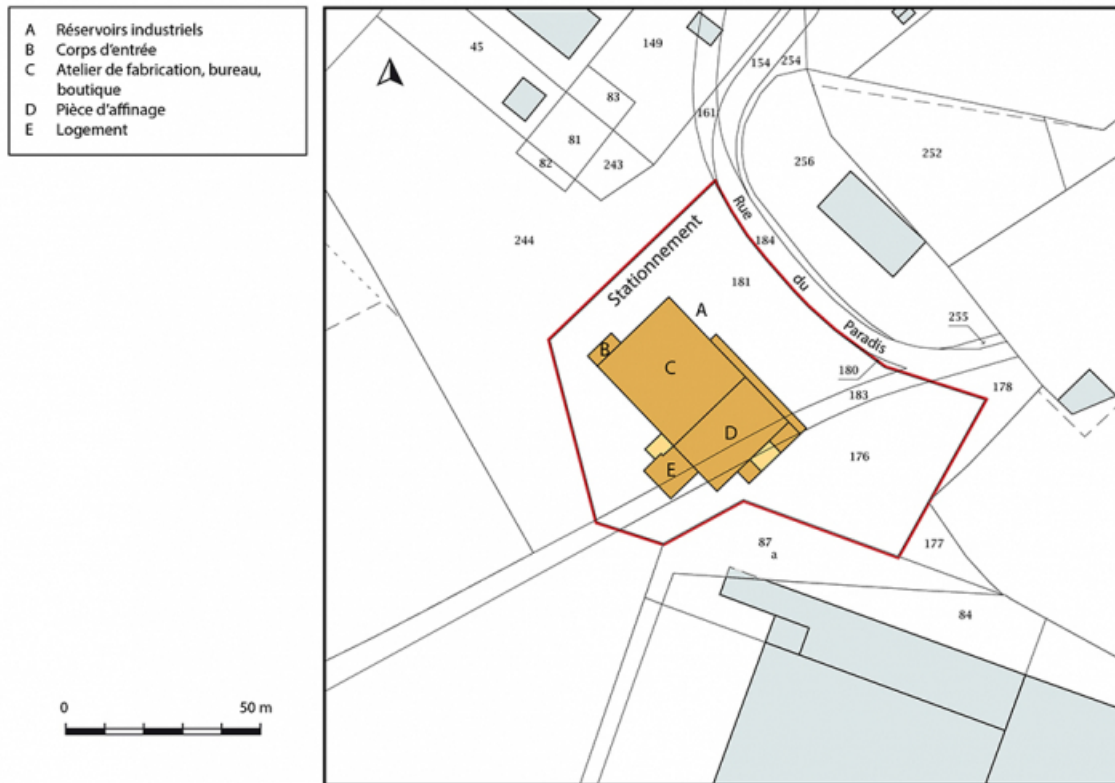 A Réservoirs industriels
B Corps d'entrée
C Atelier de fabrication, bureau,
boutique
D Pièce d'affinage
E Logement
0 50 m
45
149
154
254
83
161
81
82
243
256
252
244
Rue
du
Paradis
184
Stationnement
181
A
255
B
C
180
183
178
D
E
176
87
a
177
84